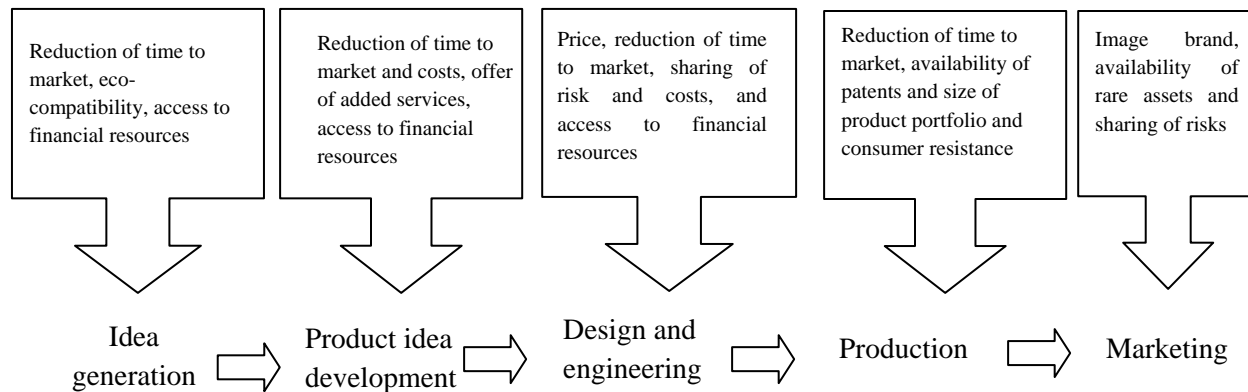 Reduction of time to
market, eco-
compatibility, access to
financial resources
Reduction of time to
market and costs, offer
of added services,
access to financial
resources
Price, reduction of time
to market, sharing of
risk and costs, and
access to financial
resources
Reduction of time to
market, availability of
patents and size of
product portfolio and
consumer resistance
Image brand,
availability of
rare assets and
sharing of risks
Idea
generation
Product idea
development
Design and
engineering
Production
Marketing